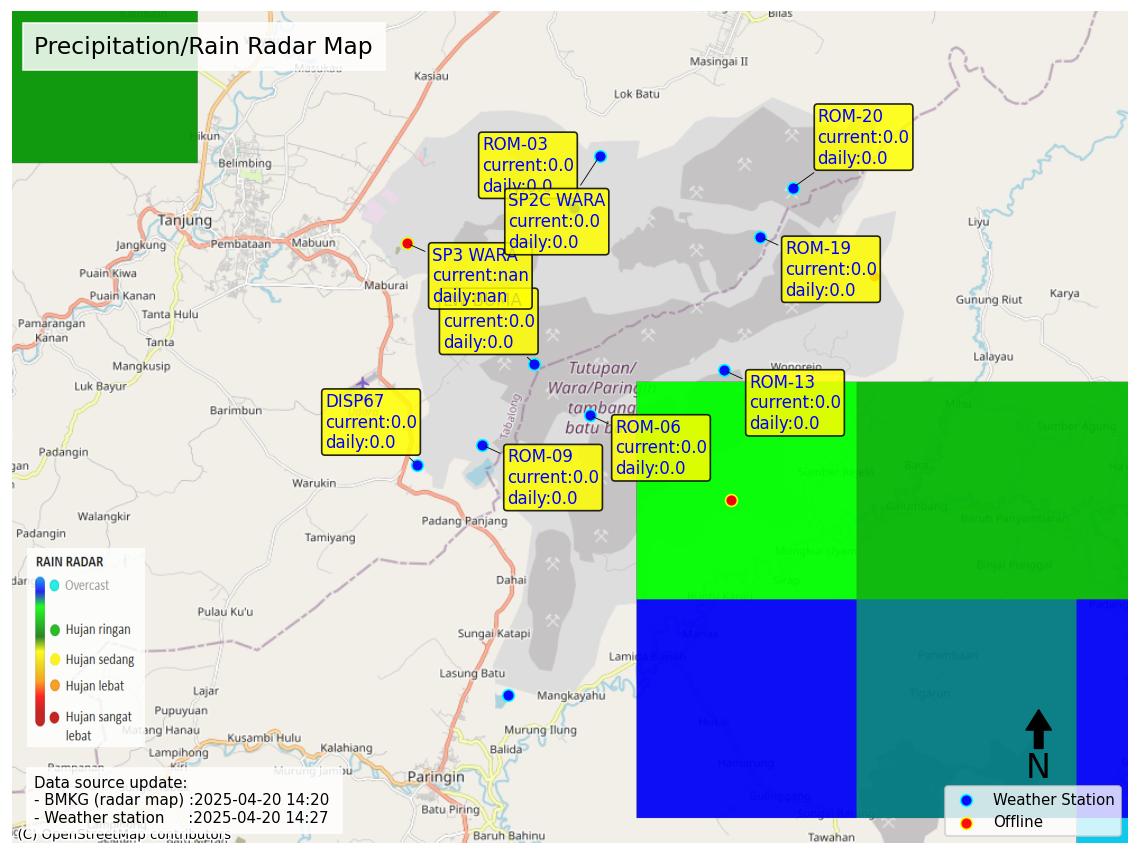 Precipitation/Rain Radar Map
Bilas
Masingai II
Kasiau
Lok Batu
Hikun
Belimbing
Tanjung
Jangkung
Pembataan
Mabuun
Puain Kiwa
Puain Kanan
Maburai
Tanta Hulu
Pamarangan
Kanan
Tanta
Mangkusip
Luk Bayur
Barimbun
Padangin
Warukin
Walangkir
Padangin
Tamiyang
Padang Panjang
Dahai
Pulau Ku'u
Sungai Katapi
Lasung Batu
Lajar
Pupuyuan
Matang Hanau
Lampihong
Kusambi Hulu
Kalahiang
Murung Jambu
Paringin
Mangkayahu
Murung Ilung
Balida
Batu Piring
Baruh Bahinu
Tawahan
Liyu
Gunung Riut
Karya
Lalayau
Wonorejo
Tabalong
Tutupan/
Wara/Paringin
tambang
batu b
ROM-03
current:0.0
daily:0.0
SP2C WARA
current:0.0
daily:0.0
ROM-20
current:0.0
daily:0.0
ROM-19
current:0.0
daily:0.0
SP3 WARA
current:nan
daily:nan
current:0.0
daily:0.0
ROM-13
current:0.0
daily:0.0
DISP67
current:0.0
daily:0.0
ROM-06
current:0.0
daily:0.0
ROM-09
current:0.0
daily:0.0
RAIN RADAR
Overcast
Hujan ringan
Hujan sedang
Hujan lebat
Hujan sangat
lebat
Data source update:
- BMKG (radar map) :2025-04-20 14:20
- Weather station :2025-04-20 14:27
(C) OpenStreetMap contributors
N
Weather Station
Offline